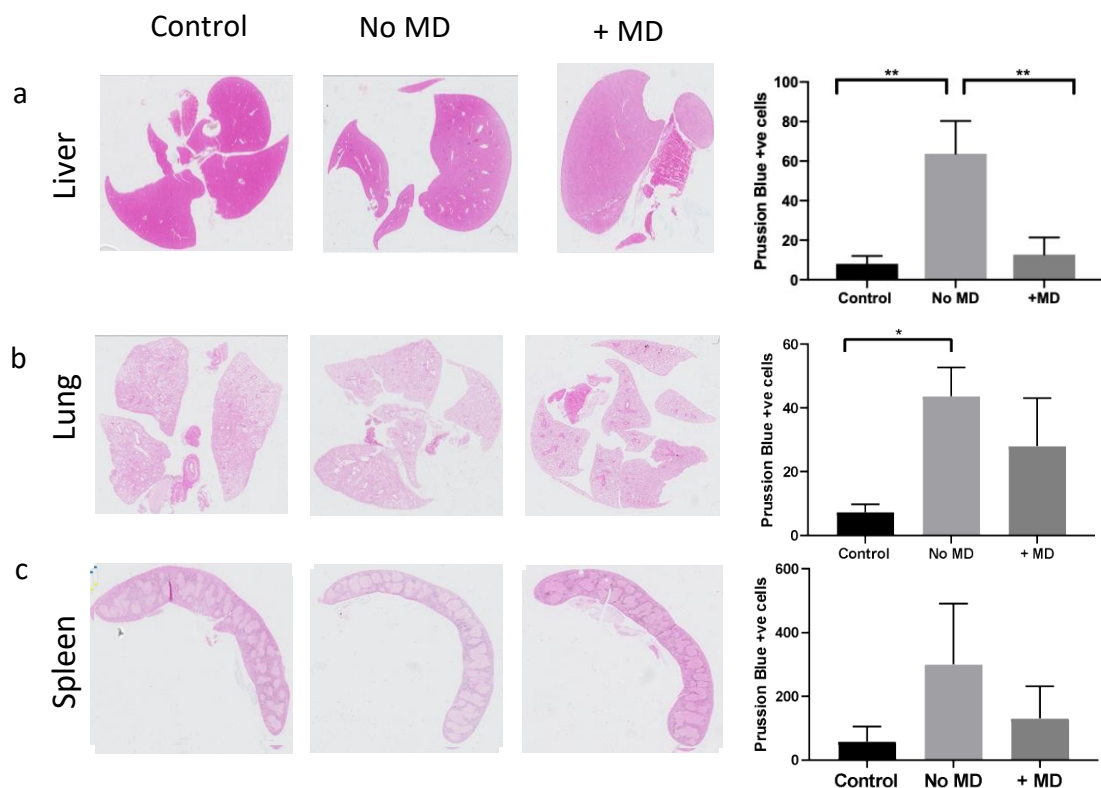 Control No MD + MD
a
Liver
Prussion Blue +ve cells
100
80
60
40
20
0
** **
Control No MD +MD
b
Lung
Prussion Blue +ve cells
60
40
20
0
*
Control No MD + MD
c
Spleen
Prussion Blue +ve cells
600
400
200
0
Control No MD + MD